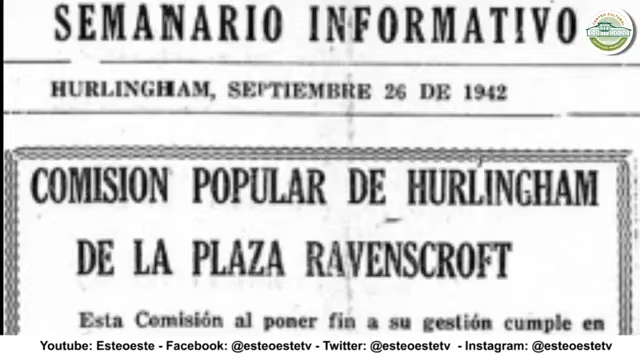 SEMANARIO INFORMATIVO
HURLINGHAM, SEPTIEMBRE 26 DE 1942
COMISION POPULAR DE HURLINGHAM
DE LA PLAZA RAVENSCROFT
Esta Comisión al poner fin a su gestión cumple en
Youtube: Esteoeste - Facebook: @esteoestetv - Twitter: @esteoestetv - Instagram: @esteoestetv